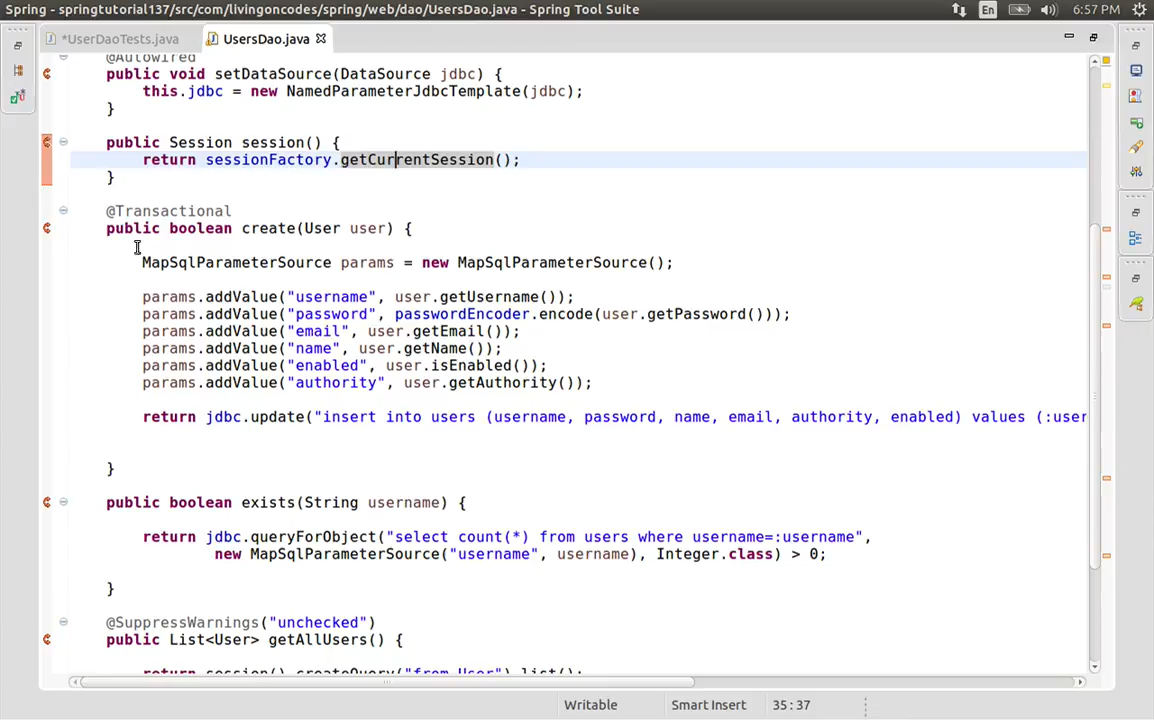 Spring - springtutorial137/src/com/livingoncodes/spring/web/dao/UsersDao.java - Spring Tool Suite
En
6:57 PM
*UserDaoTests.java
UsersDao.java
@Autowired
public void setDataSource(DataSource jdbc) {
this.jdbc = new NamedParameterJdbcTemplate(jdbc);
}
public Session session() {
return sessionFactory.getCurrentSession();
}
@Transactional
public boolean create(User user) {
MapSqlParameterSource params = new MapSqlParameterSource();
params.addValue("username", user.getUsername());
params.addValue("password", passwordEncoder.encode(user.getPassword()));
params.addValue("email", user.getEmail());
params.addValue("name", user.getName());
params.addValue("enabled", user.isEnabled());
params.addValue("authority", user.getAuthority());
return jdbc.update("insert into users (username, password, name, email, authority, enabled) values (:user
}
public boolean exists(String username) {
return jdbc.queryForObject("select count(*) from users where username=:username",
new MapSqlParameterSource("username", username), Integer.class) > 0;
}
@SuppressWarnings("unchecked")
public List<User> getAllUsers() {
return session().createQuery("from User").list();
Writable
Smart Insert
35 : 37